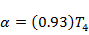 α = (0.93)T₄